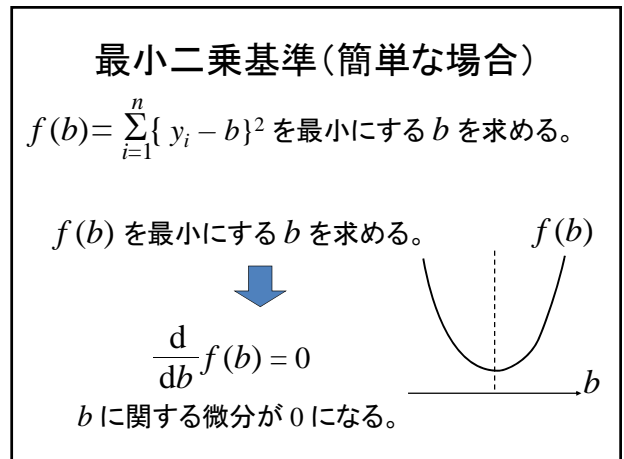 最小二乗基準(簡単な場合)
f(b)=∑_{i=1}^{n}{ y_i – b}² を最小にする b を求める。
f(b) を最小にする b を求める。
f(b)
d/db f(b) = 0
b
b に関する微分が 0 になる。